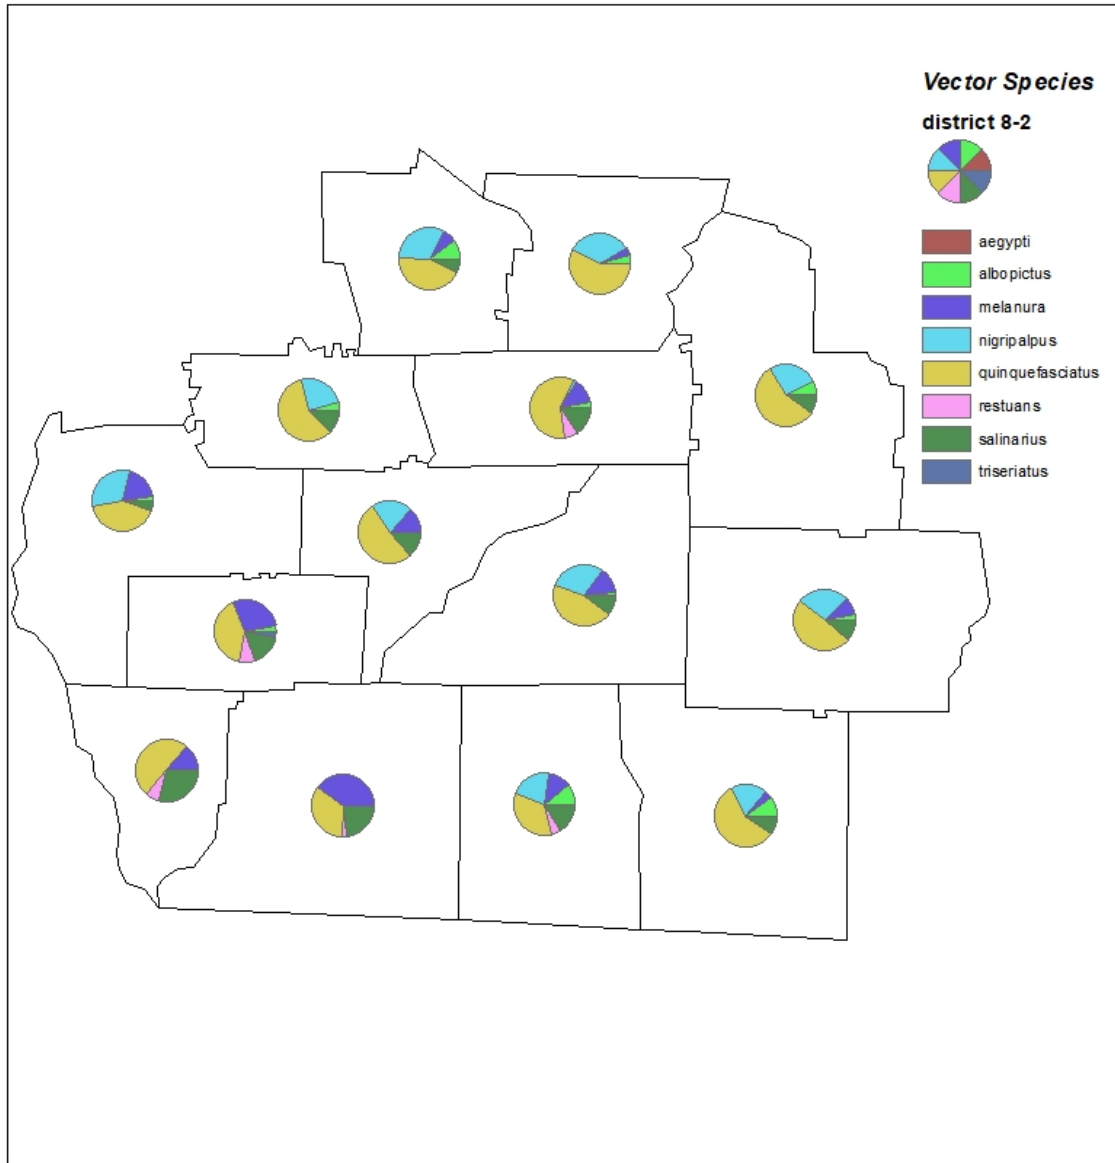 Vector Species
district 8-2
aegypti
albopictus
melanura
nigripalpus
quinquefasciatus
restuans
salinarius
triseriatus